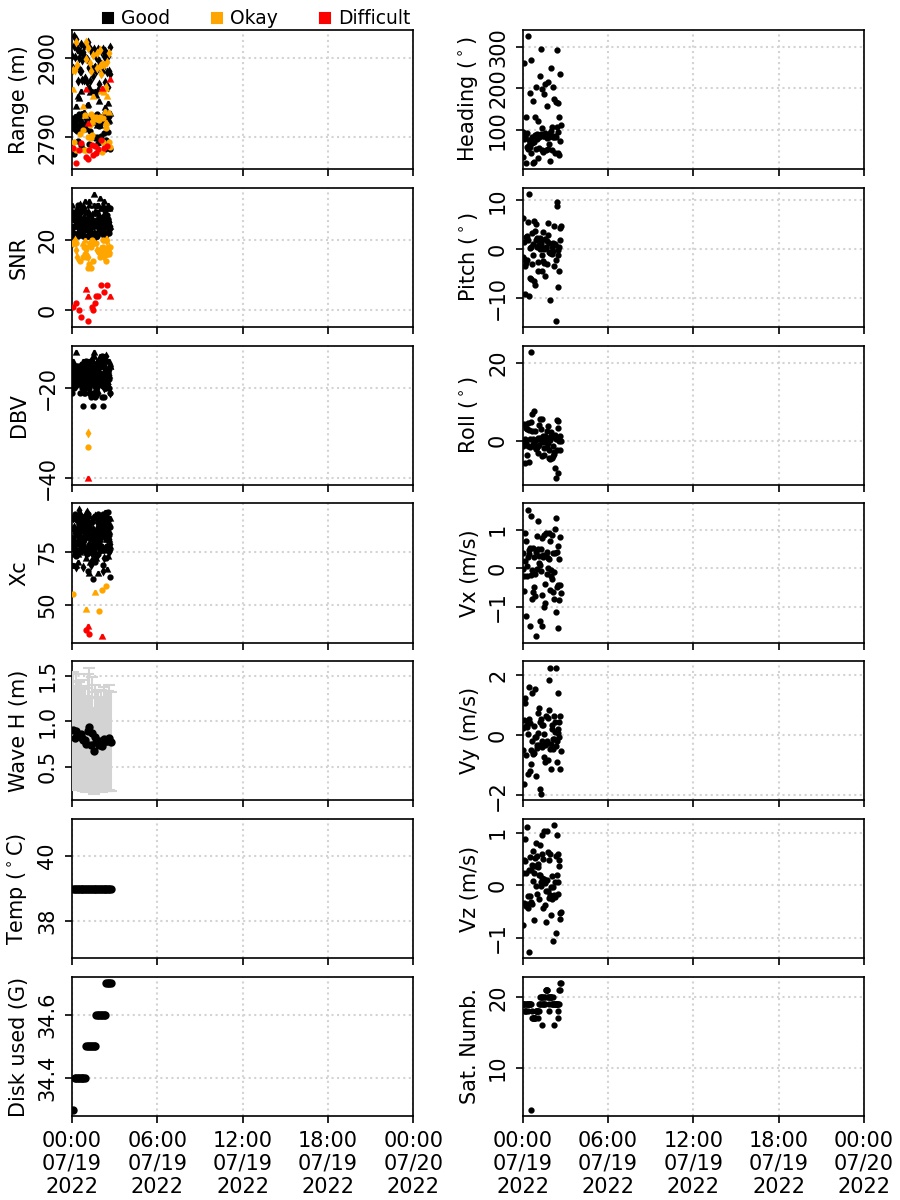 Good Okay Difficult
Range (m)
2900
2790
Heading (°)
300
200
100
SNR
20
0
Pitch (°)
10
0
−10
DBV
−20
−40
Roll (°)
20
0
Xc
75
50
Vx (m/s)
1
0
−1
Wave H (m)
1.5
1.0
0.5
Vy (m/s)
2
0
−2
Temp (°C)
40
38
Vz (m/s)
1
0
−1
Disk used (G)
34.6
34.4
Sat. Numb.
20
10
00:00 06:00 12:00 18:00 00:00 00:00 06:00 12:00 18:00 00:00
07/19 07/19 07/19 07/19 07/20 07/19 07/19 07/19 07/19 07/20
2022 2022 2022 2022 2022 2022 2022 2022 2022 2022